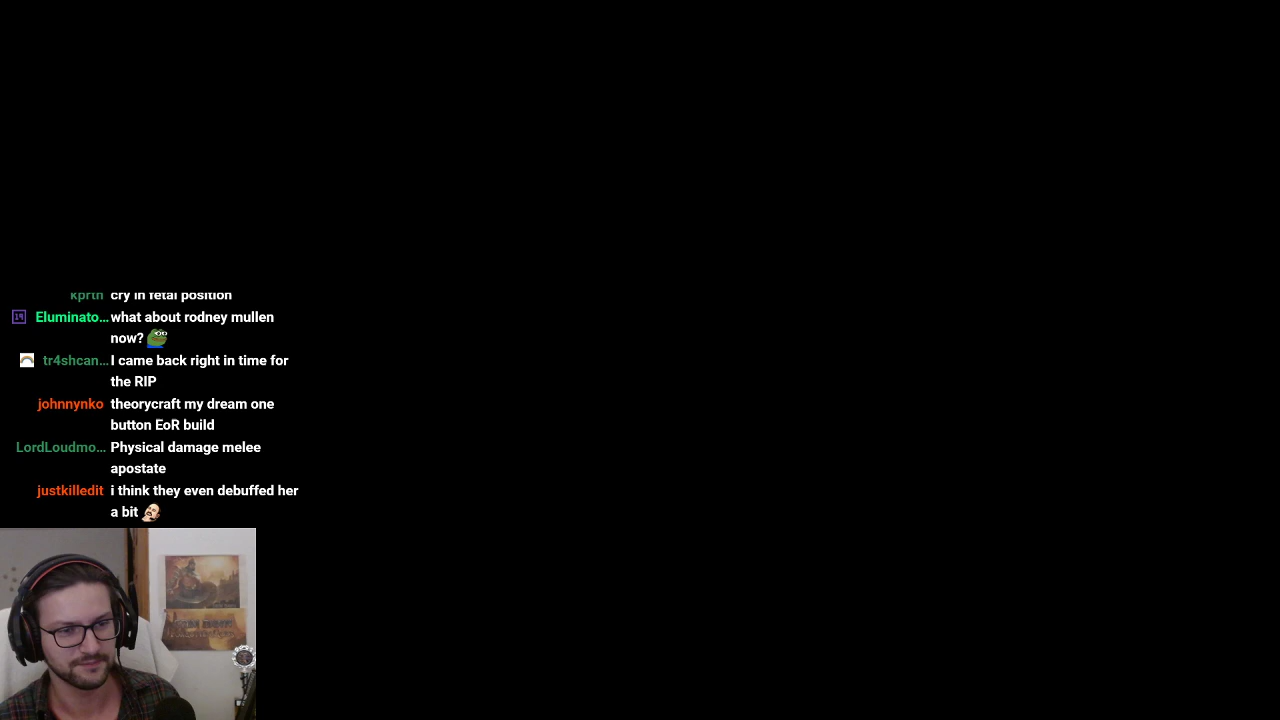 kprth cry in fetal position
Eluminato… what about rodney mullen
now?
tr4shcan… I came back right in time for
the RIP
johnnynko theorycraft my dream one
button EoR build
LordLoudmo… Physical damage melee
apostate
justkilledit i think they even debuffed her
a bit